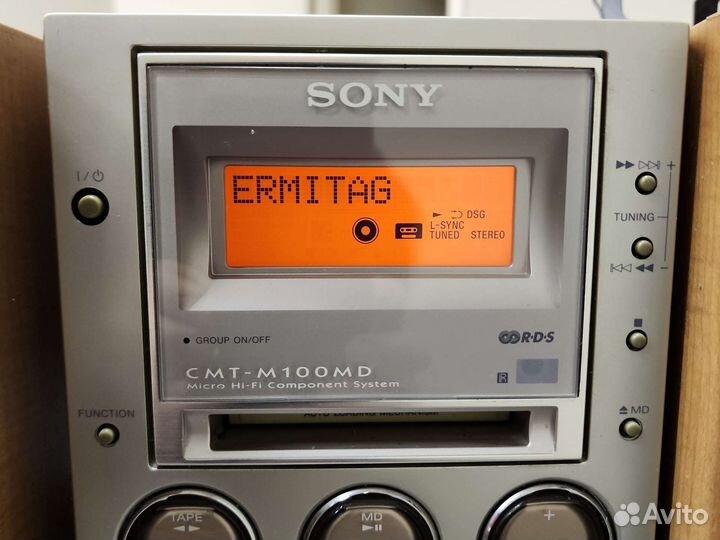 SONY
I / ⏻
ERMITAG
► ⊃ DSG
L-SYNC
TUNED STEREO
▶▶ ▷▷| +
TUNING
|◁◁ ◀◀ −
■
● GROUP ON/OFF
R·D·S
CMT-M100MD
Micro Hi-Fi Component System
R
FUNCTION
AUTO LOADING MECHANISM
⏏ MD
TAPE
◀ ▶
MD
▶II
+
Avito